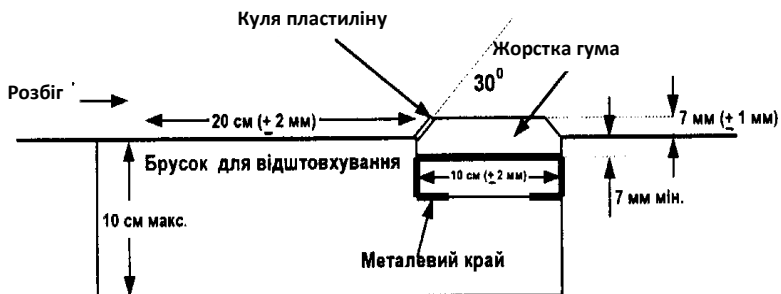 Куля пластиліну
Жорстка гума
30⁰
Розбіг
20 см (± 2 мм)
7 мм (± 1 мм)
Брусок для відштовхування
10 см (± 2 мм)
7 мм мін.
10 см макс.
Металевий край